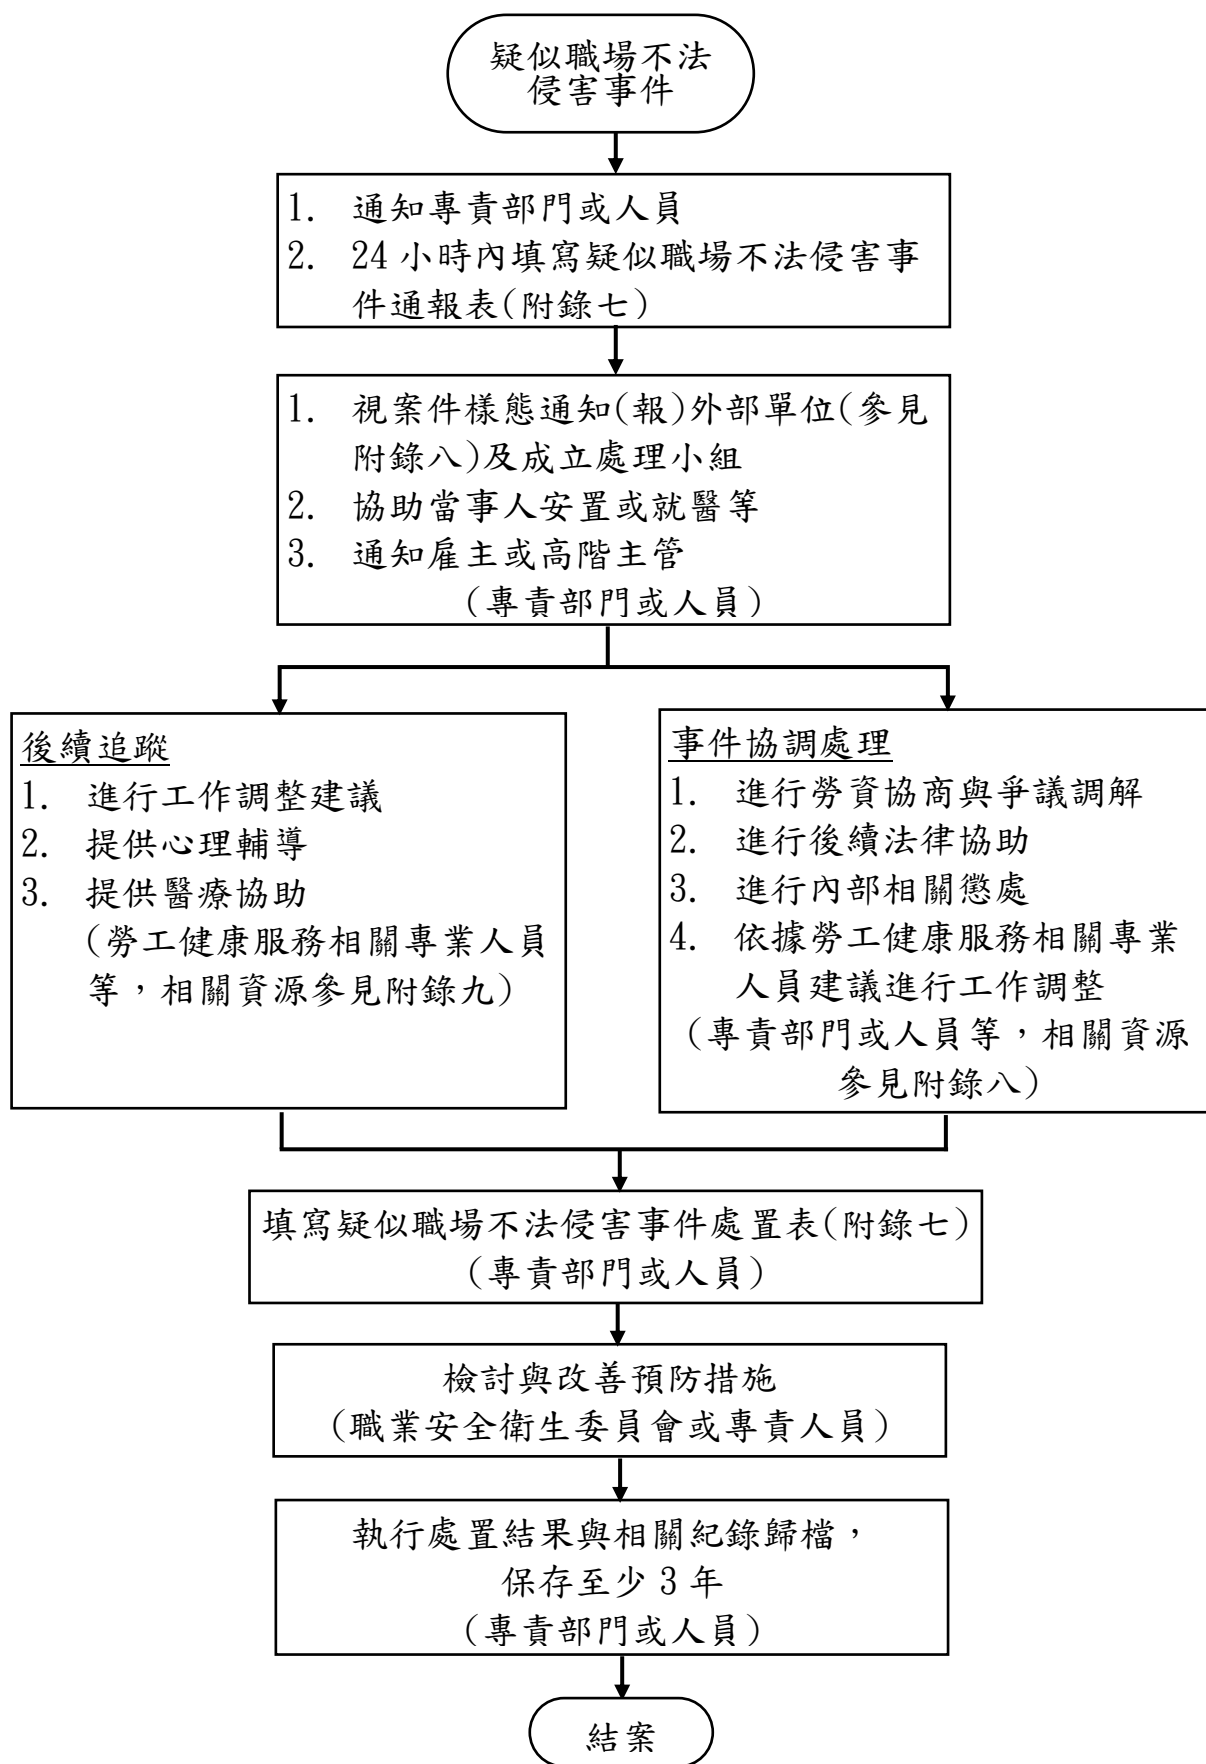 疑似職場不法
侵害事件
1. 通知專責部門或人員
2. 24 小時內填寫疑似職場不法侵害事
件通報表(附錄七)
1. 視案件樣態通知(報)外部單位(參見
附錄八)及成立處理小組
2. 協助當事人安置或就醫等
3. 通知雇主或高階主管
(專責部門或人員)
後續追蹤
1. 進行工作調整建議
2. 提供心理輔導
3. 提供醫療協助
(勞工健康服務相關專業人員
等，相關資源參見附錄九)
事件協調處理
1. 進行勞資協商與爭議調解
2. 進行後續法律協助
3. 進行內部相關懲處
4. 依據勞工健康服務相關專業
人員建議進行工作調整
(專責部門或人員等，相關資源
參見附錄八)
填寫疑似職場不法侵害事件處置表(附錄七)
(專責部門或人員)
檢討與改善預防措施
(職業安全衛生委員會或專責人員)
執行處置結果與相關紀錄歸檔，
保存至少 3 年
(專責部門或人員)
結案